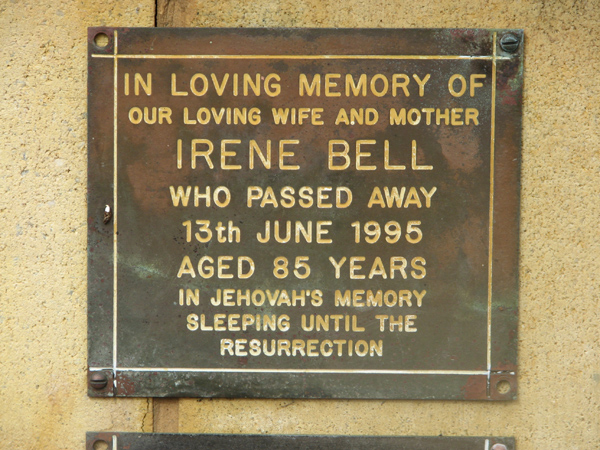 IN LOVING MEMORY OF
OUR LOVING WIFE AND MOTHER
IRENE BELL
WHO PASSED AWAY
13th JUNE 1995
AGED 85 YEARS
IN JEHOVAH'S MEMORY
SLEEPING UNTIL THE
RESURRECTION